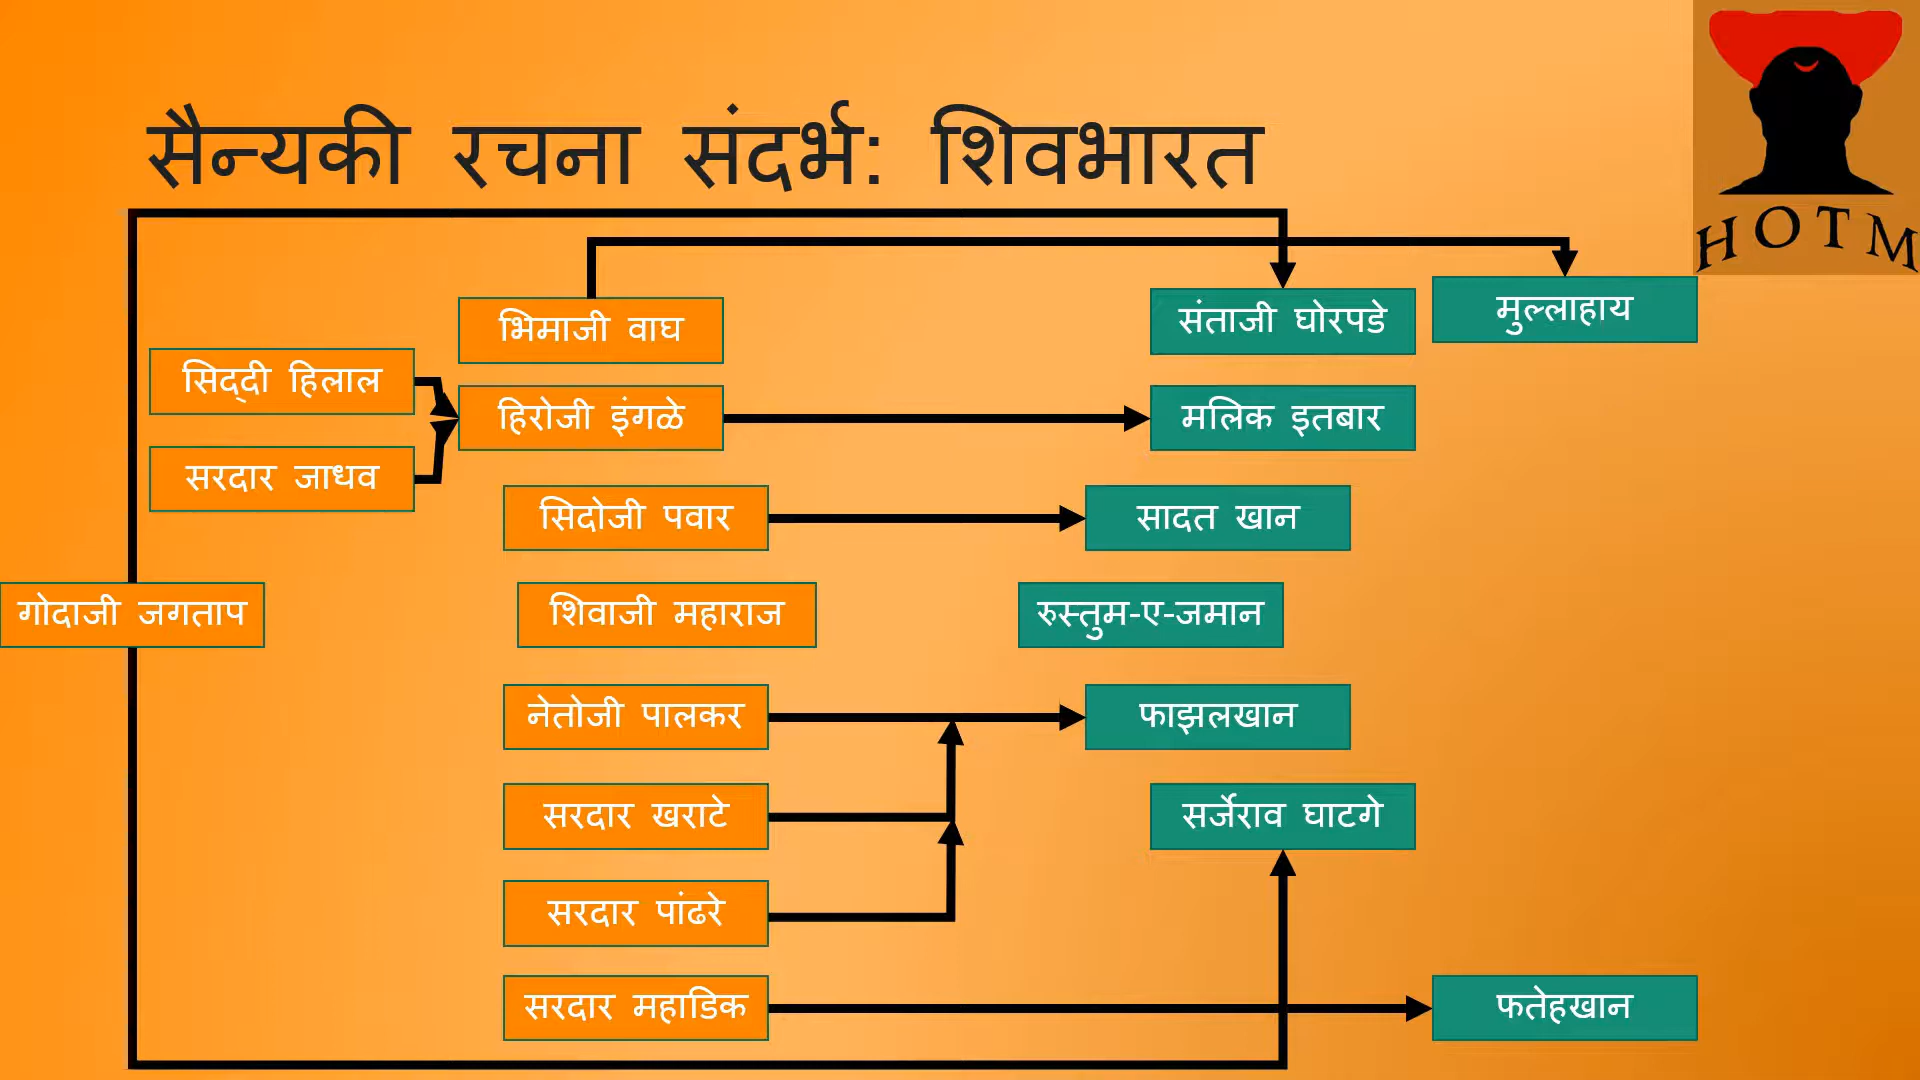 सैन्यकी रचना संदर्भ: शिवभारत
HOTM
भिमाजी वाघ
संताजी घोरपडे
मुल्लाहाय
सिद्दी हिलाल
हिरोजी इंगळे
मलिक इतबार
सरदार जाधव
सिदोजी पवार
सादत खान
गोदाजी जगताप
शिवाजी महाराज
रुस्तुम-ए-जमान
नेतोजी पालकर
फाझलखान
सरदार खराटे
सर्जेराव घाटगे
सरदार पांढरे
सरदार महाडिक
फतेहखान